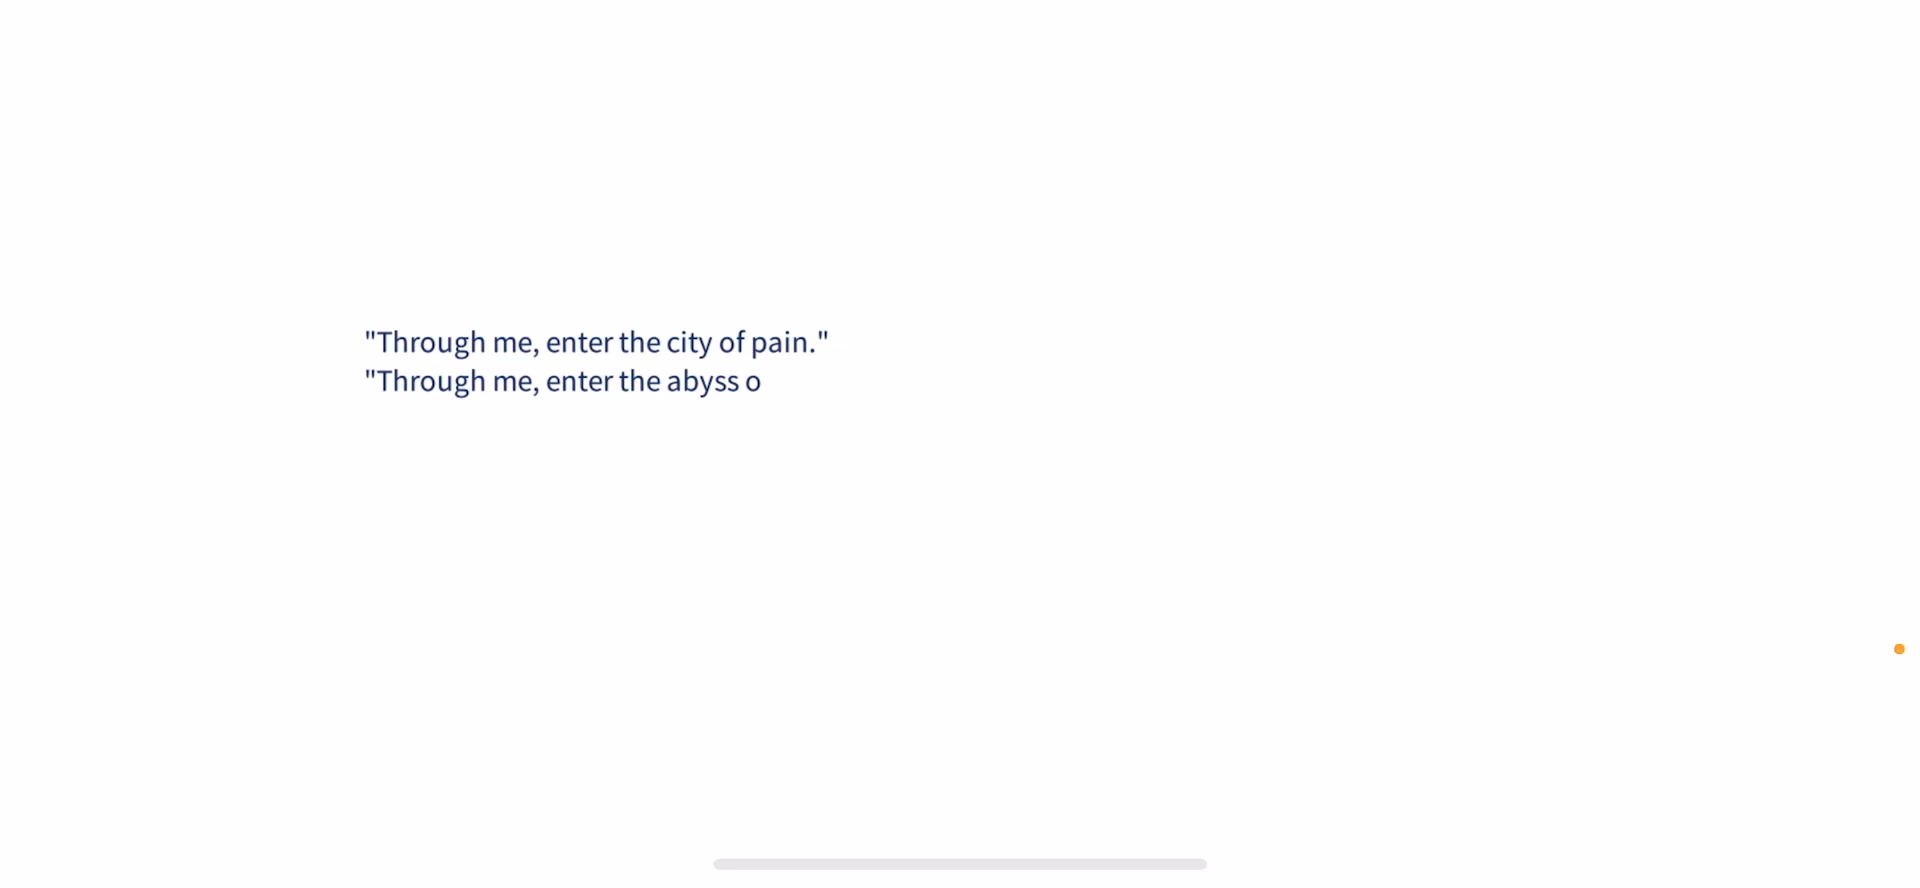 "Through me, enter the city of pain."
"Through me, enter the abyss o